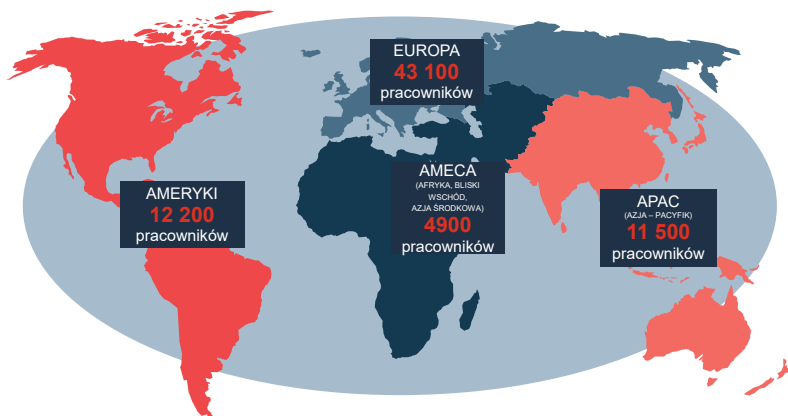 EUROPA
43 100
pracowników
AMECA
(AFRYKA, BLISKI
WSCHÓD,
AZJA ŚRODKOWA)
4900
pracowników
AMERYKI
12 200
pracowników
APAC
(AZJA – PACYFIK)
11 500
pracowników